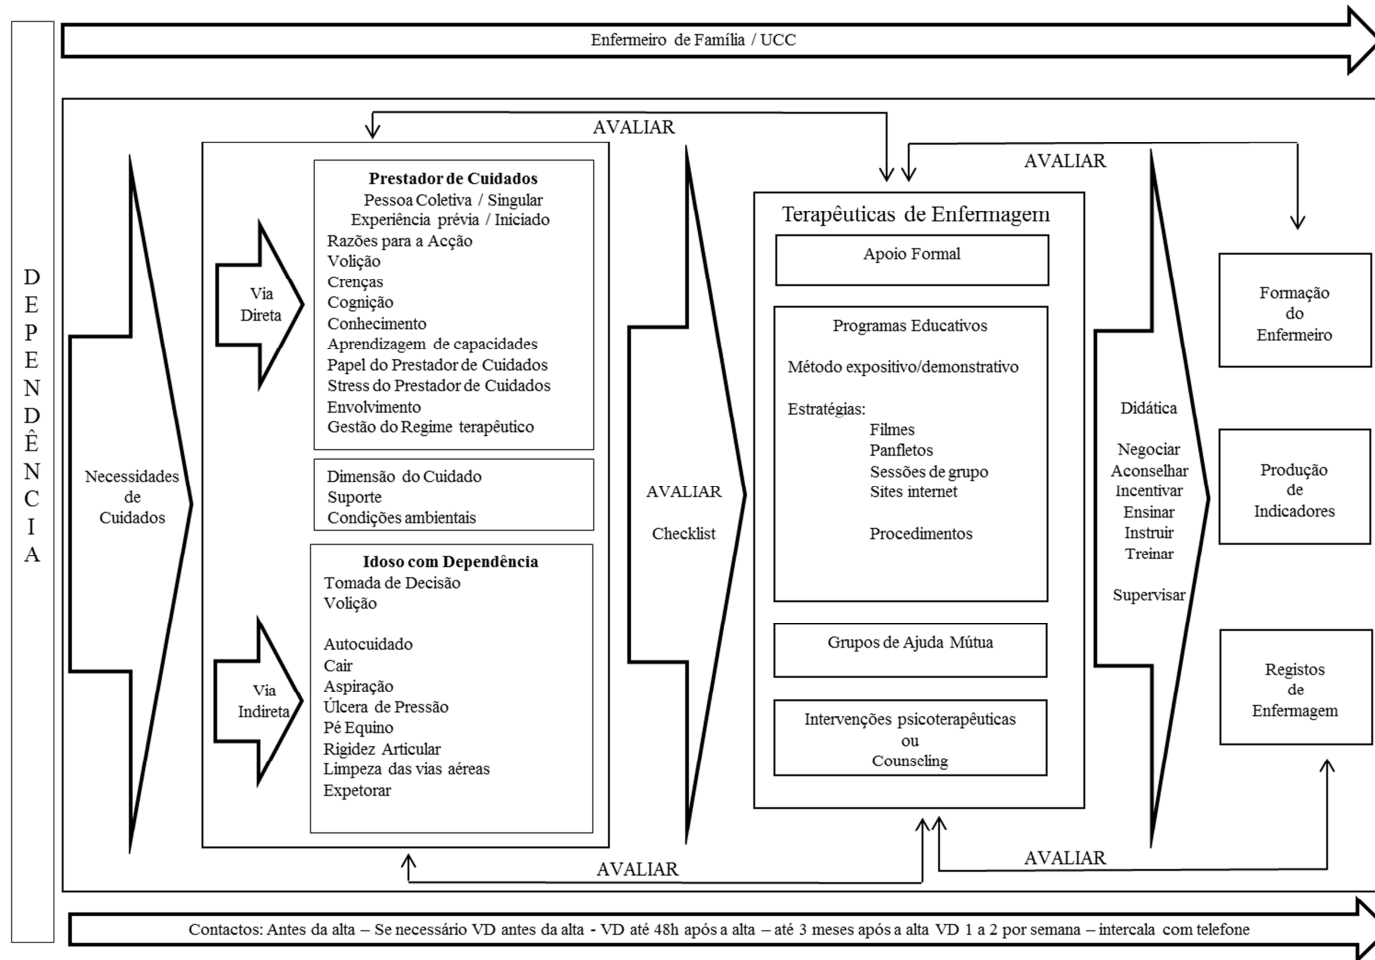 Enfermeiro de Família / UCC
DEPENDÊNCIA
Necessidades
de
Cuidados
AVALIAR
Via
Direta
Prestador de Cuidados
Pessoa Coletiva / Singular
Experiência prévia / Iniciado
Razões para a Acção
Volição
Crenças
Cognição
Conhecimento
Aprendizagem de capacidades
Papel do Prestador de Cuidados
Stress do Prestador de Cuidados
Envolvimento
Gestão do Regime terapêutico
Dimensão do Cuidado
Suporte
Condições ambientais
Via
Indireta
Idoso com Dependência
Tomada de Decisão
Volição
Autocuidado
Cair
Aspiração
Úlcera de Pressão
Pé Equino
Rigidez Articular
Limpeza das vias aéreas
Expetorar
AVALIAR
AVALIAR
Checklist
AVALIAR
Terapêuticas de Enfermagem
Apoio Formal
Programas Educativos
Método expositivo/demonstrativo
Estratégias:
Filmes
Panfletos
Sessões de grupo
Sites internet
Procedimentos
Grupos de Ajuda Mútua
Intervenções psicoterapêuticas
ou
Counseling
AVALIAR
Didática
Negociar
Aconselhar
Incentivar
Ensinar
Instruir
Treinar
Supervisar
Formação
do
Enfermeiro
Produção
de
Indicadores
Registos
de
Enfermagem
Contactos: Antes da alta – Se necessário VD antes da alta - VD até 48h após a alta – até 3 meses após a alta VD 1 a 2 por semana – intercala com telefone